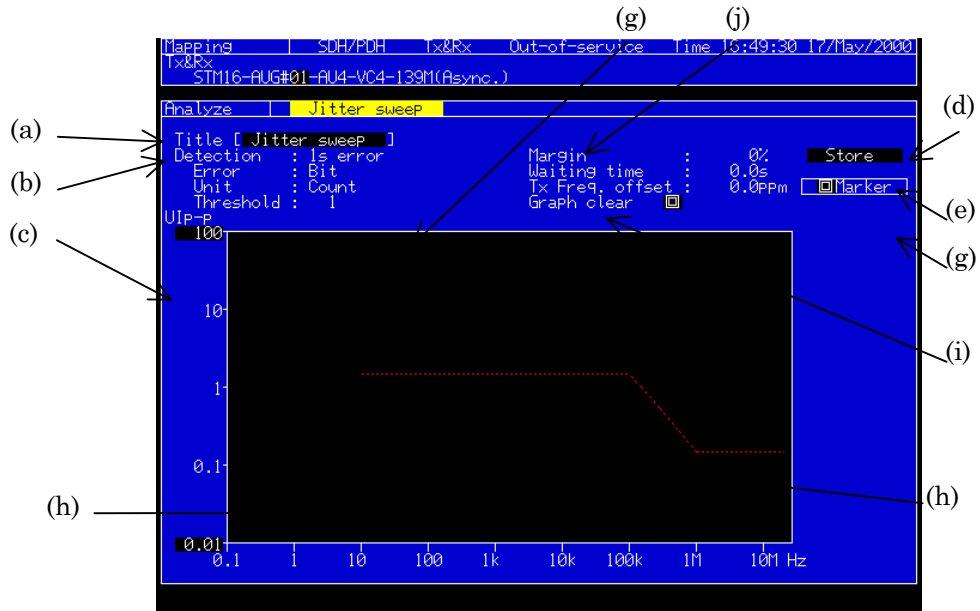 (g)
(j)
Mapping | SDH/PDH Tx&Rx Out-of-service Time 16:49:30 17/May/2000
Tx&Rx
STM16-AUG#01-AU4-VC4-139M(Async.)
Analyze | Jitter sweep
(a)
(d)
Title [ Jitter sweep ]
(b)
Detection : 1s error Margin : 0% Store
Error : Bit Waiting time : 0.0s
Unit : Count Tx Freq. offset : 0.0ppm Marker
Threshold : 1 Graph clear
(e)
UIp-p
(c)
100
(g)
10
(i)
1
0.1
(h)
(h)
0.01
0.1 1 10 100 1k 10k 100k 1M 10M Hz